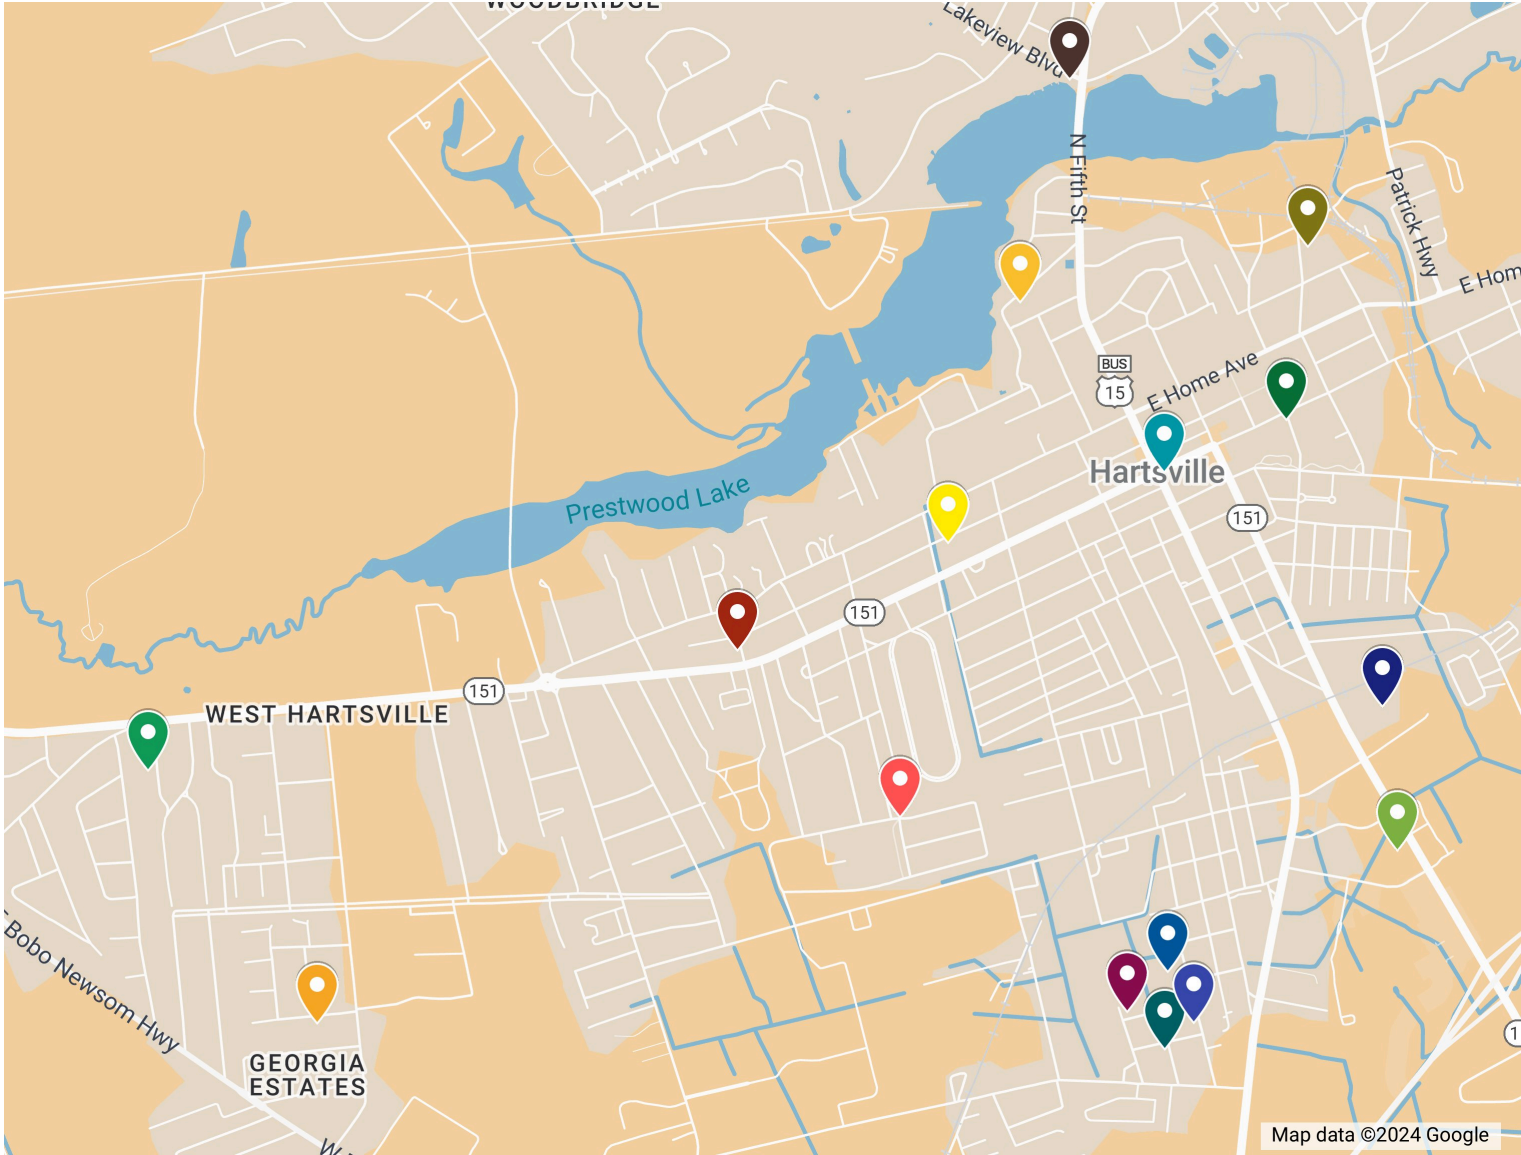 WOODBRIDGE
Lakeview Blvd
N Fifth St
Patrick Hwy
E Hom
BUS
15
E Home Ave
Hartsville
Prestwood Lake
151
151
151
WEST HARTSVILLE
Bobo Newsom Hwy
GEORGIA
ESTATES
W
1
Map data ©2024 Google